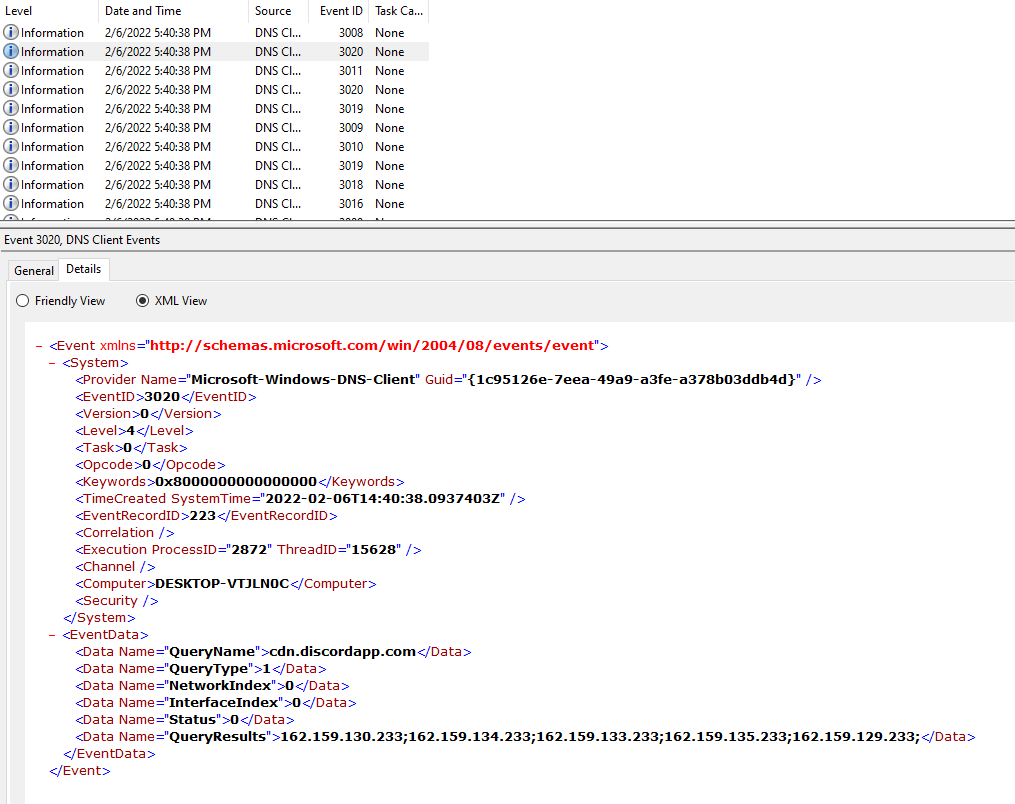 Level Date and Time Source Event ID Task Ca...
Information 2/6/2022 5:40:38 PM DNS Cl... 3008 None
Information 2/6/2022 5:40:38 PM DNS Cl... 3020 None
Information 2/6/2022 5:40:38 PM DNS Cl... 3011 None
Information 2/6/2022 5:40:38 PM DNS Cl... 3020 None
Information 2/6/2022 5:40:38 PM DNS Cl... 3019 None
Information 2/6/2022 5:40:38 PM DNS Cl... 3009 None
Information 2/6/2022 5:40:38 PM DNS Cl... 3010 None
Information 2/6/2022 5:40:38 PM DNS Cl... 3019 None
Information 2/6/2022 5:40:38 PM DNS Cl... 3018 None
Information 2/6/2022 5:40:38 PM DNS Cl... 3016 None
Event 3020, DNS Client Events
General Details
Friendly View XML View
- <Event xmlns="http://schemas.microsoft.com/win/2004/08/events/event">
- <System>
<Provider Name="Microsoft-Windows-DNS-Client" Guid="{1c95126e-7eea-49a9-a3fe-a378b03ddb4d}" />
<EventID>3020</EventID>
<Version>0</Version>
<Level>4</Level>
<Task>0</Task>
<Opcode>0</Opcode>
<Keywords>0x8000000000000000</Keywords>
<TimeCreated SystemTime="2022-02-06T14:40:38.0937403Z" />
<EventRecordID>223</EventRecordID>
<Correlation />
<Execution ProcessID="2872" ThreadID="15628" />
<Channel />
<Computer>DESKTOP-VTJLN0C</Computer>
<Security />
</System>
- <EventData>
<Data Name="QueryName">cdn.discordapp.com</Data>
<Data Name="QueryType">1</Data>
<Data Name="NetworkIndex">0</Data>
<Data Name="InterfaceIndex">0</Data>
<Data Name="Status">0</Data>
<Data Name="QueryResults">162.159.130.233;162.159.134.233;162.159.133.233;162.159.135.233;162.159.129.233;</Data>
</EventData>
</Event>